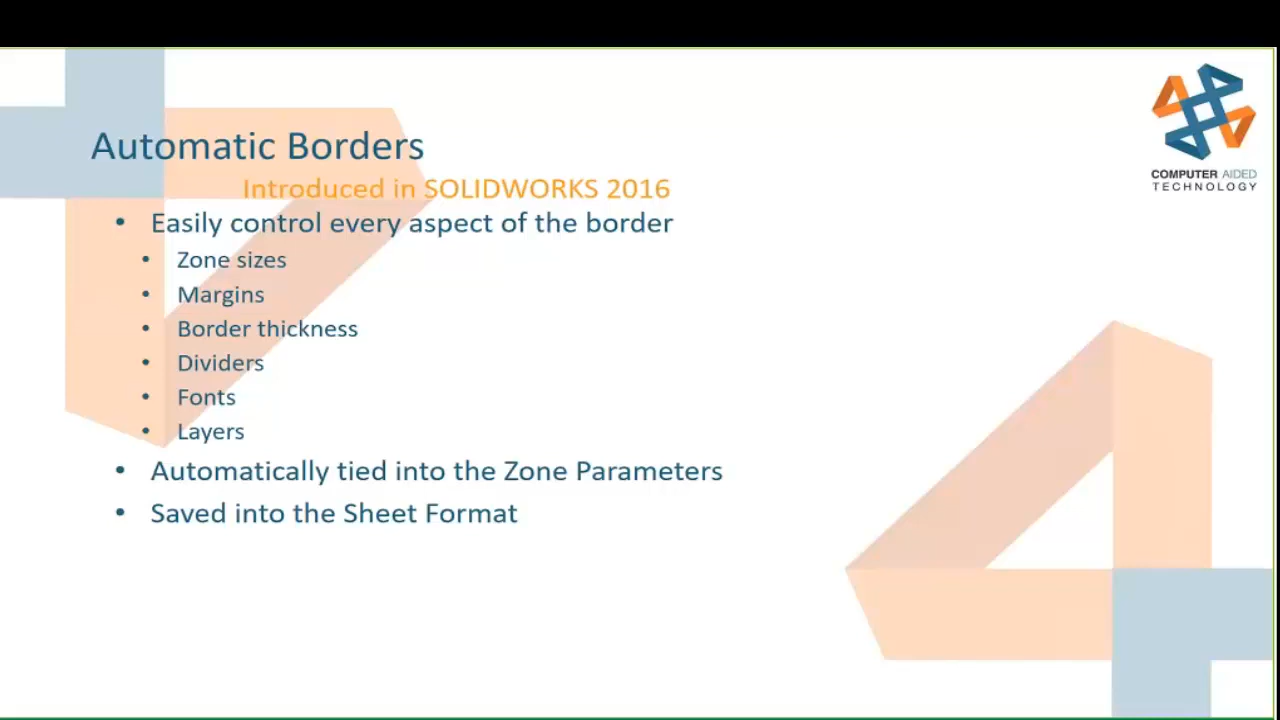 Automatic Borders
Introduced in SOLIDWORKS 2016
• Easily control every aspect of the border
• Zone sizes
• Margins
• Border thickness
• Dividers
• Fonts
• Layers
• Automatically tied into the Zone Parameters
• Saved into the Sheet Format
COMPUTER AIDED
TECHNOLOGY